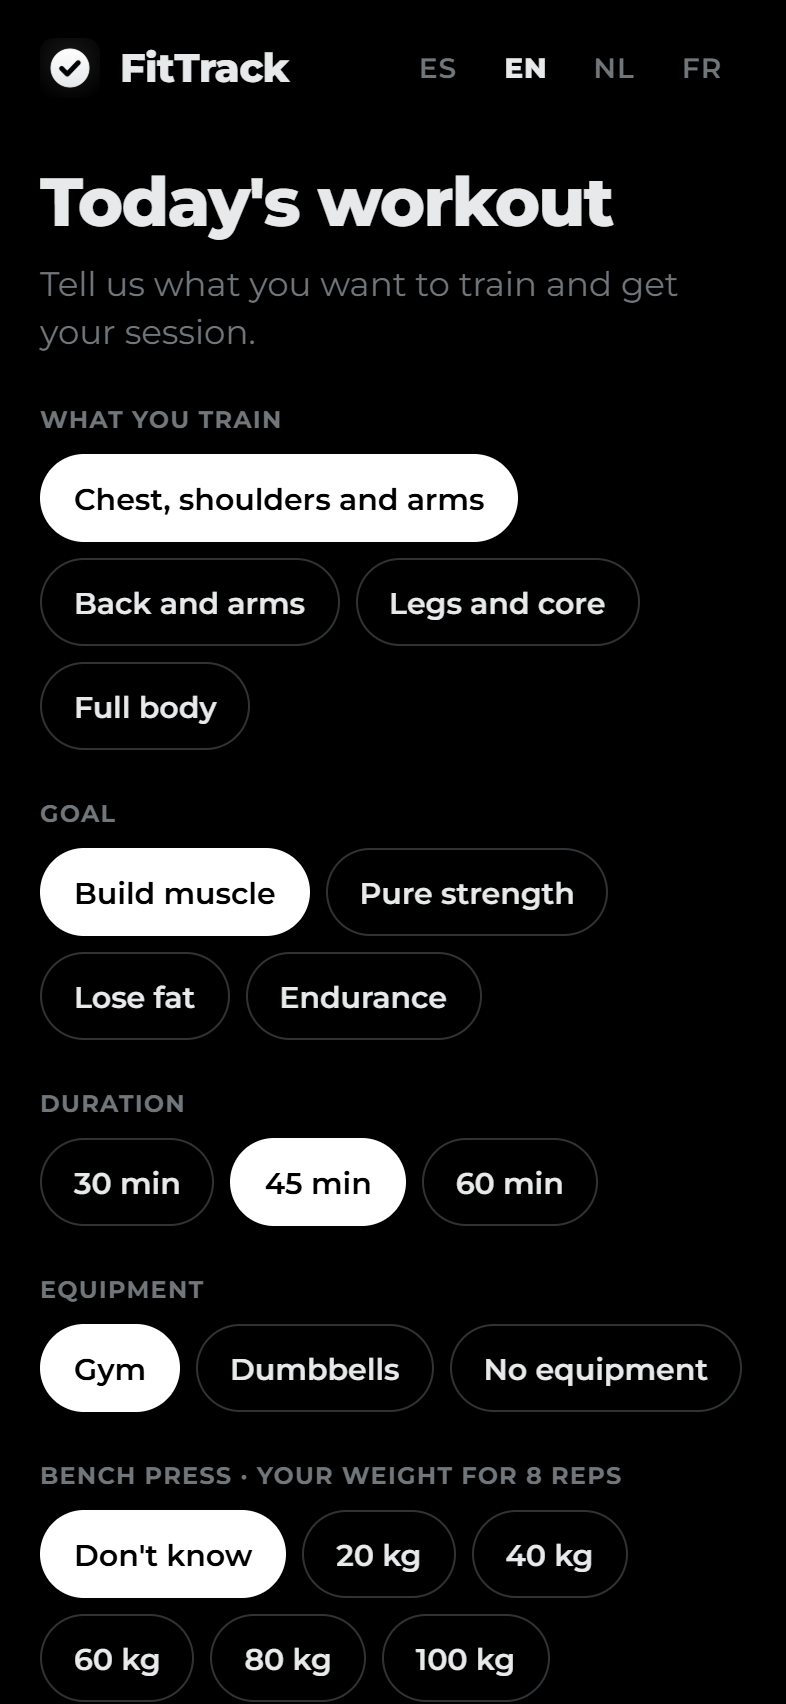 FitTrack ES EN NL FR
Today's workout
Tell us what you want to train and get
your session.
WHAT YOU TRAIN
Chest, shoulders and arms
Back and arms Legs and core
Full body
GOAL
Build muscle Pure strength
Lose fat Endurance
DURATION
30 min 45 min 60 min
EQUIPMENT
Gym Dumbbells No equipment
BENCH PRESS · YOUR WEIGHT FOR 8 REPS
Don't know 20 kg 40 kg
60 kg 80 kg 100 kg